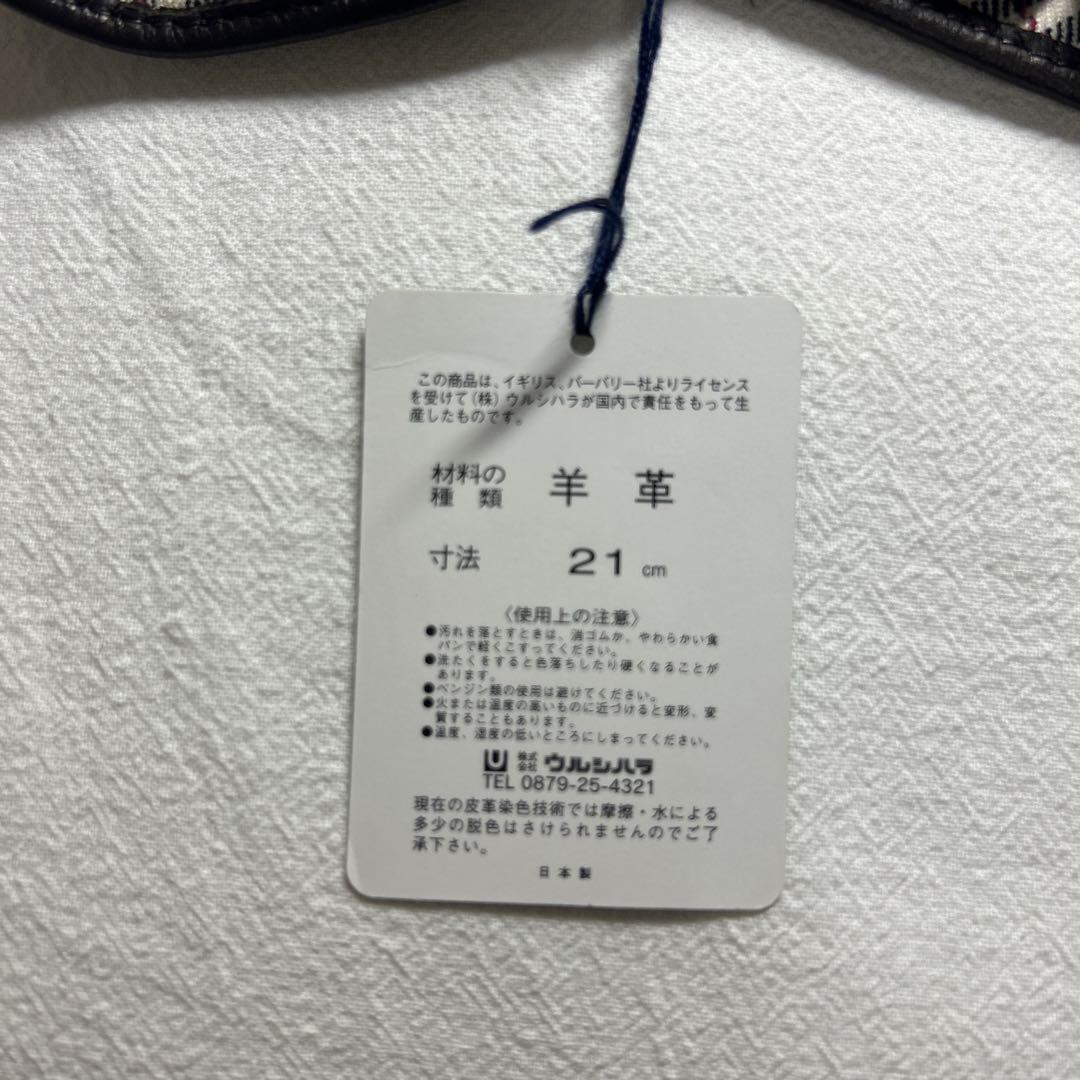 この商品は、イギリス、バーバリー社よりライセンス
を受けて(株)ウルシハラが国内で責任をもって生
産したものです。
材料の
種類 羊革
寸法 21 cm
〈使用上の注意〉
●汚れを落とすときは、消ゴムか、やわらかい食
パンで軽くこすってください。
●洗たくをすると色落ちしたり硬くなることが
あります。
●ベンジン類の使用は避けてください。
●火または温度の高いものに近づけると変形、変
質することもあります。
●温度、湿度の低いところにしまってください。
株式会社 ウルシハラ
TEL 0879-25-4321
現在の皮革染色技術では摩擦・水による
多少の脱色はさけられませんのでご了
承下さい。
日本製